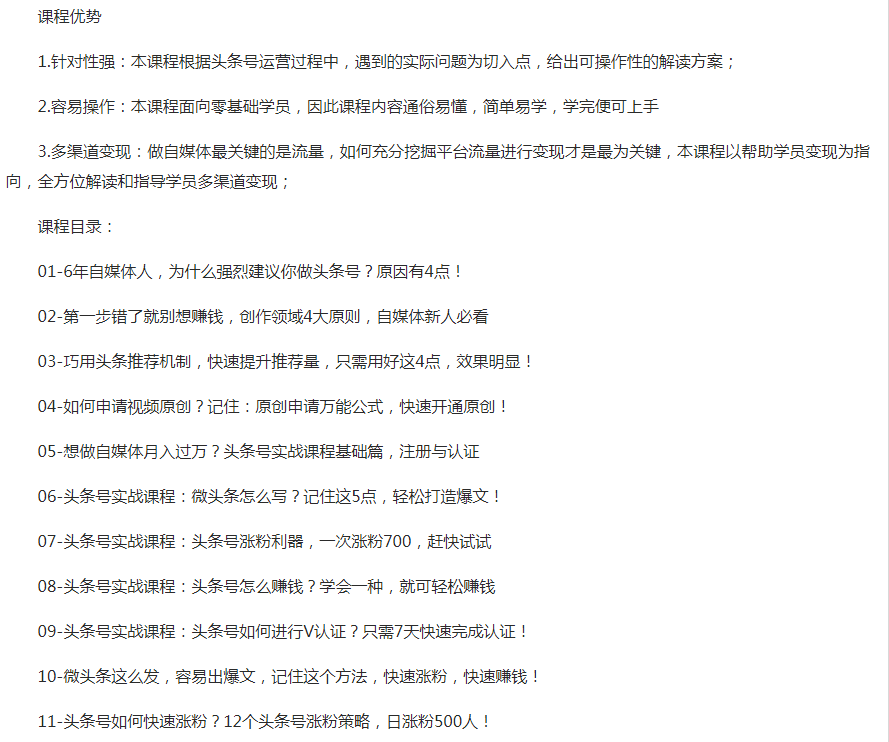 课程优势
1.针对性强：本课程根据头条号运营过程中，遇到的实际问题为切入点，给出可操作性的解读方案；
2.容易操作：本课程面向零基础学员，因此课程内容通俗易懂，简单易学，学完便可上手
3.多渠道变现：做自媒体最关键的是流量，如何充分挖掘平台流量进行变现才是最为关键，本课程以帮助学员变现为指
向，全方位解读和指导学员多渠道变现；
课程目录：
01-6年自媒体人，为什么强烈建议你做头条号？原因有4点！
02-第一步错了就别想赚钱，创作领域4大原则，自媒体新人必看
03-巧用头条推荐机制，快速提升推荐量，只需用好这4点，效果明显！
04-如何申请视频原创？记住：原创申请万能公式，快速开通原创！
05-想做自媒体月入过万？头条号实战课程基础篇，注册与认证
06-头条号实战课程：微头条怎么写？记住这5点，轻松打造爆文！
07-头条号实战课程：头条号涨粉利器，一次涨粉700，赶快试试
08-头条号实战课程：头条号怎么赚钱？学会一种，就可轻松赚钱
09-头条号实战课程：头条号如何进行V认证？只需7天快速完成认证！
10-微头条这么发，容易出爆文，记住这个方法，快速涨粉，快速赚钱！
11-头条号如何快速涨粉？12个头条号涨粉策略，日涨粉500人！